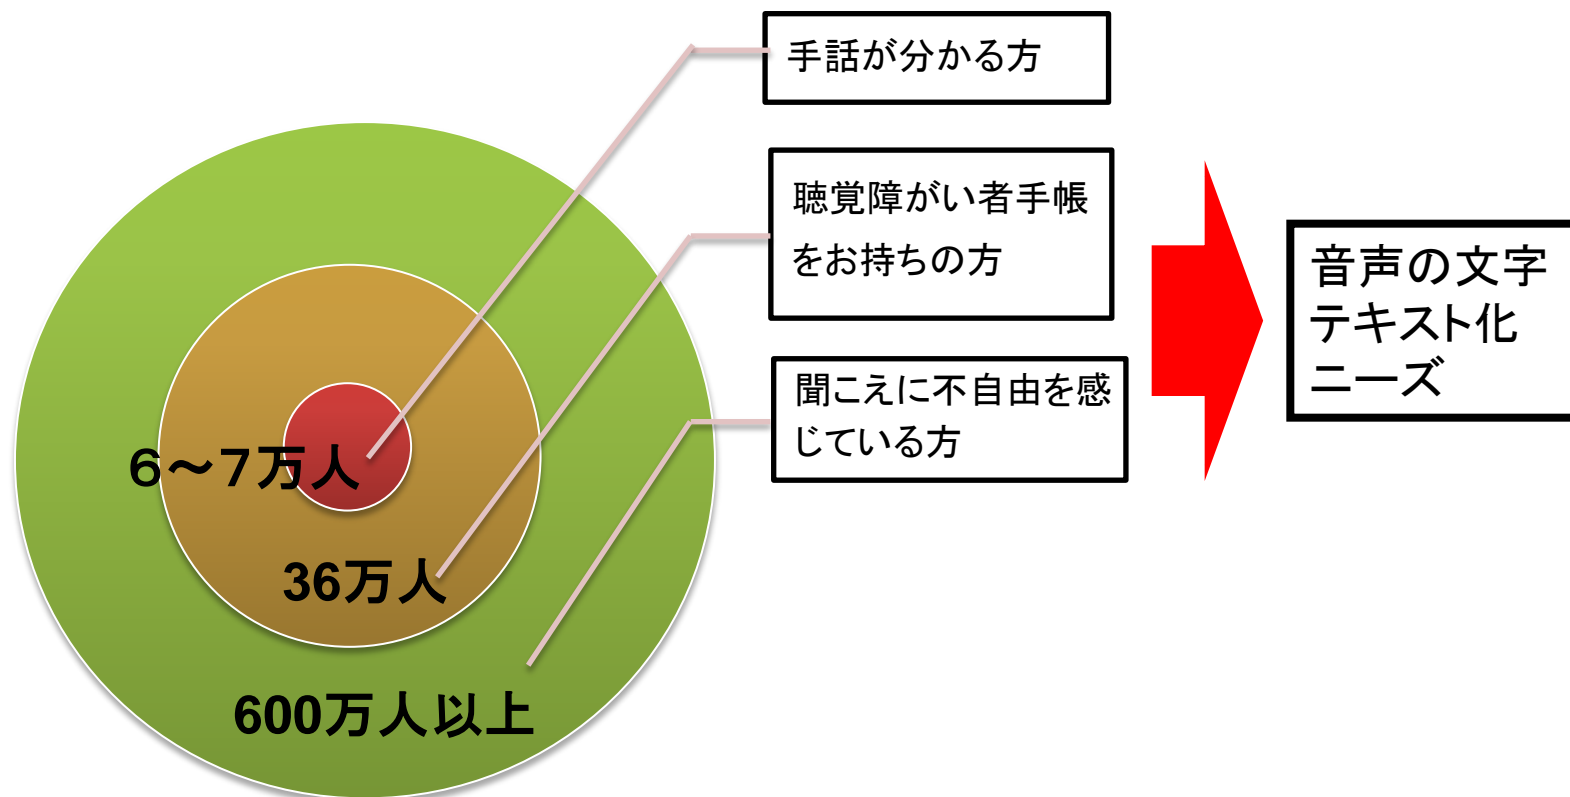 手話が分かる方
聴覚障がい者手帳
をお持ちの方
聞こえに不自由を感
じている方
音声の文字
テキスト化
ニーズ
６～７万人
36万人
600万人以上